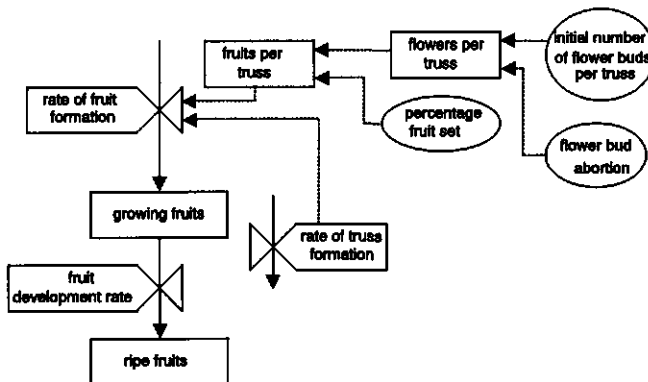 initial number
of flower buds
per truss
flowers per
truss
fruits per
truss
rate of fruit
formation
percentage
fruit set
flower bud
abortion
growing fruits
rate of truss
formation
fruit
development rate
ripe fruits